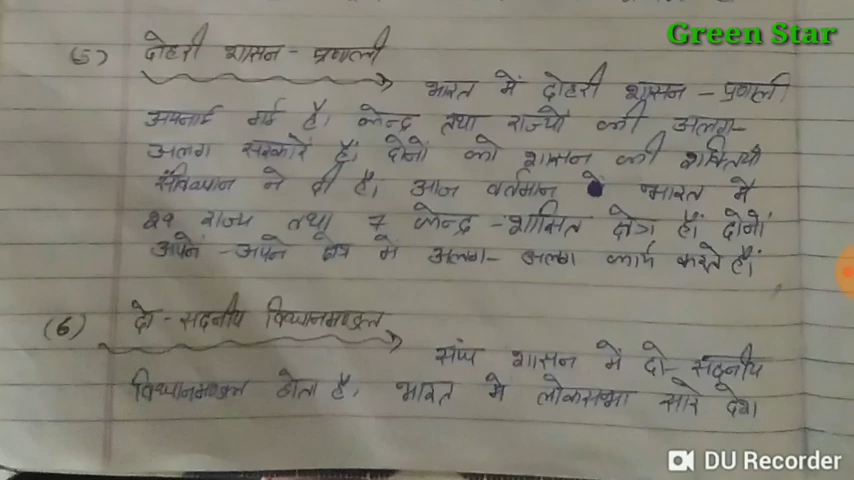 Green Star
(5) दोहरी शासन - प्रणाली
भारत में दोहरी शासन - प्रणाली
अपनाई गई है। केन्द्र तथा राज्यों की अलग-
अलग सरकारें हैं। दोनों को शासन की शक्तियाँ
संविधान ने दी है। आज वर्तमान में भारत में
29 राज्य तथा 7 केन्द्र - शासित क्षेत्र हैं। दोनों
अपने - अपने क्षेत्र में अलग - अलग कार्य करते हैं।
(6) दो - सदनीय विधानमण्डल
संघ शासन में दो - सदनीय
विधानमण्डल होता है, भारत मे लोकसभा सारे देश
DU Recorder